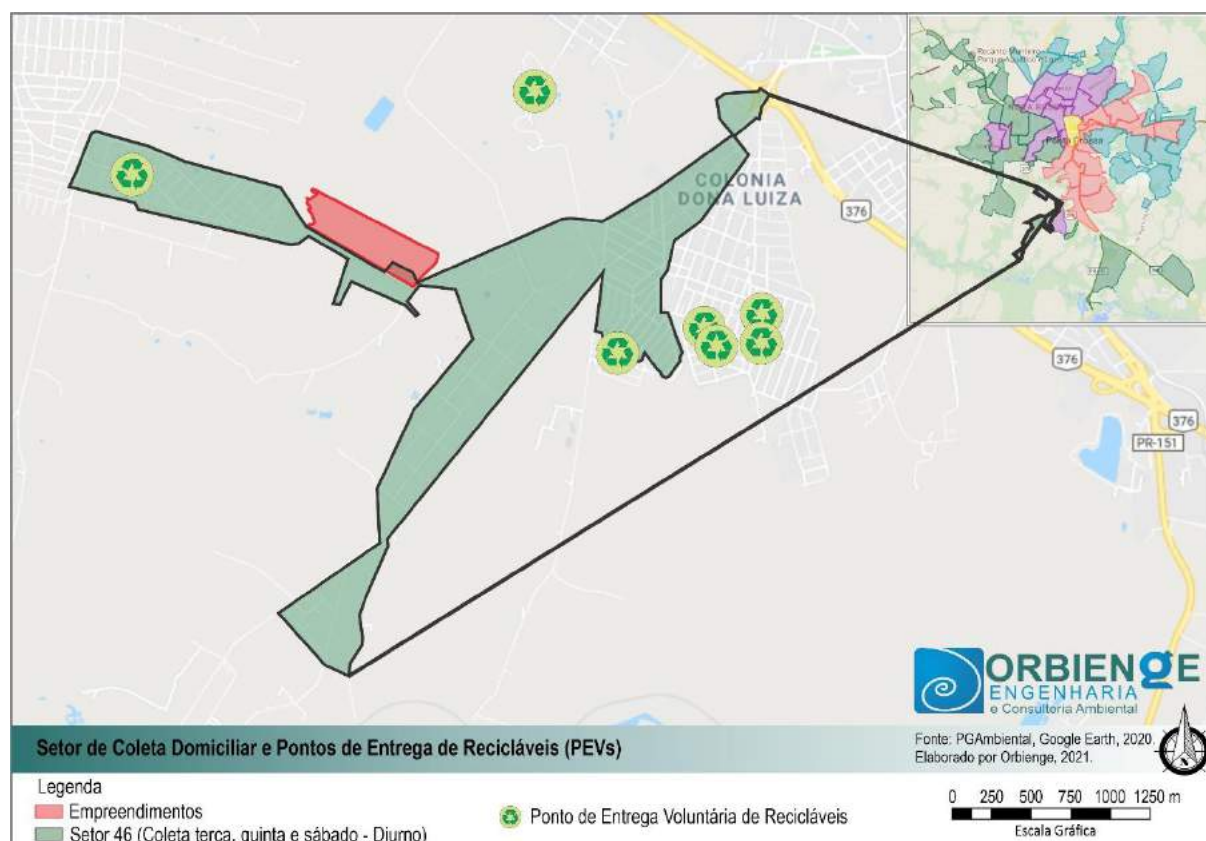 COLONIA
DONA LUIZA
376
376
376
PR-151
ORBIENGE
ENGENHARIA
e Consultoria Ambiental
Setor de Coleta Domiciliar e Pontos de Entrega de Recicláveis (PEVs)
Fonte: PGAmbiental, Google Earth, 2020.
Elaborado por Orbienge, 2021.
Legenda
Empreendimentos
Setor 46 (Coleta terça, quinta e sábado - Diurno)
Ponto de Entrega Voluntária de Recicláveis
0 250 500 750 1000 1250 m
Escala Gráfica